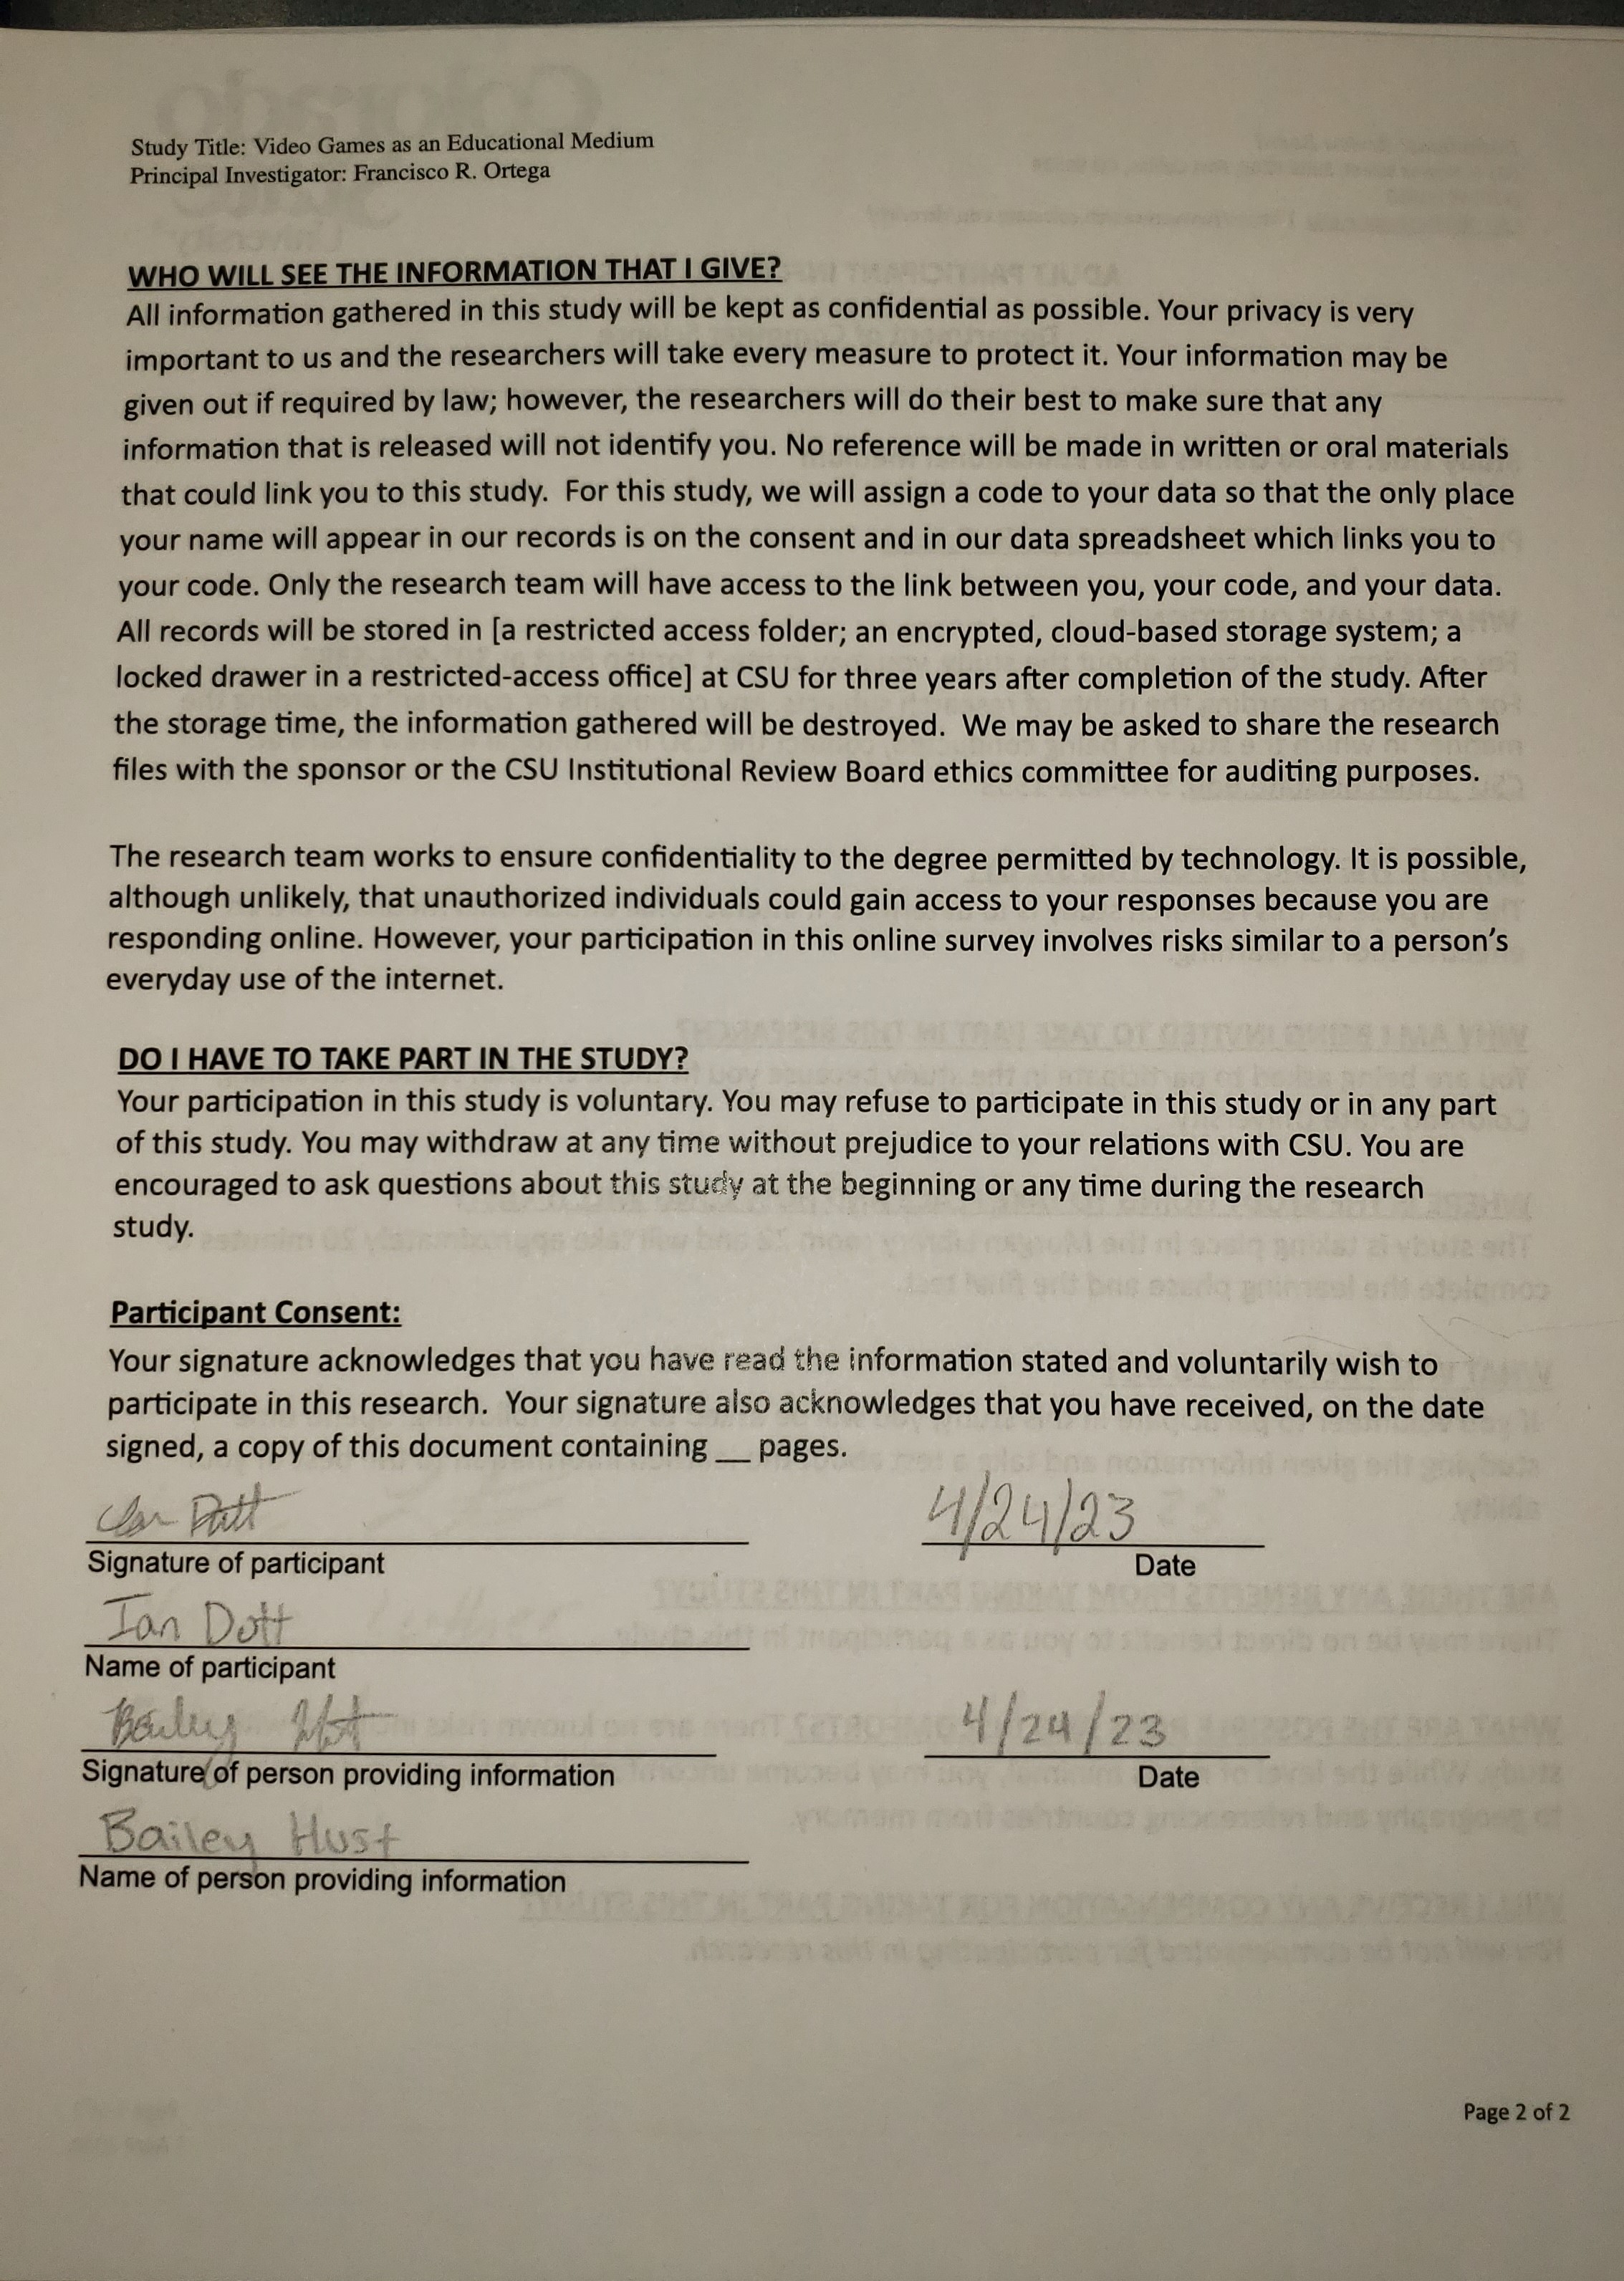 Study Title: Video Games as an Educational Medium
Principal Investigator: Francisco R. Ortega
WHO WILL SEE THE INFORMATION THAT I GIVE?
All information gathered in this study will be kept as confidential as possible. Your privacy is very
important to us and the researchers will take every measure to protect it. Your information may be
given out if required by law; however, the researchers will do their best to make sure that any
information that is released will not identify you. No reference will be made in written or oral materials
that could link you to this study.  For this study, we will assign a code to your data so that the only place
your name will appear in our records is on the consent and in our data spreadsheet which links you to
your code. Only the research team will have access to the link between you, your code, and your data.
All records will be stored in [a restricted access folder; an encrypted, cloud-based storage system; a
locked drawer in a restricted-access office] at CSU for three years after completion of the study. After
the storage time, the information gathered will be destroyed.  We may be asked to share the research
files with the sponsor or the CSU Institutional Review Board ethics committee for auditing purposes.
The research team works to ensure confidentiality to the degree permitted by technology. It is possible,
although unlikely, that unauthorized individuals could gain access to your responses because you are
responding online. However, your participation in this online survey involves risks similar to a person's
everyday use of the internet.
DO I HAVE TO TAKE PART IN THE STUDY?
Your participation in this study is voluntary. You may refuse to participate in this study or in any part
of this study. You may withdraw at any time without prejudice to your relations with CSU. You are
encouraged to ask questions about this study at the beginning or any time during the research
study.
Participant Consent:
Your signature acknowledges that you have read the information stated and voluntarily wish to
participate in this research.  Your signature also acknowledges that you have received, on the date
signed, a copy of this document containing __ pages.
4/24/23
Signature of participant Date
Ian Dott
Name of participant
Bailey 4/24/23
Signature of person providing information Date
Bailey Hust
Name of person providing information
Page 2 of 2